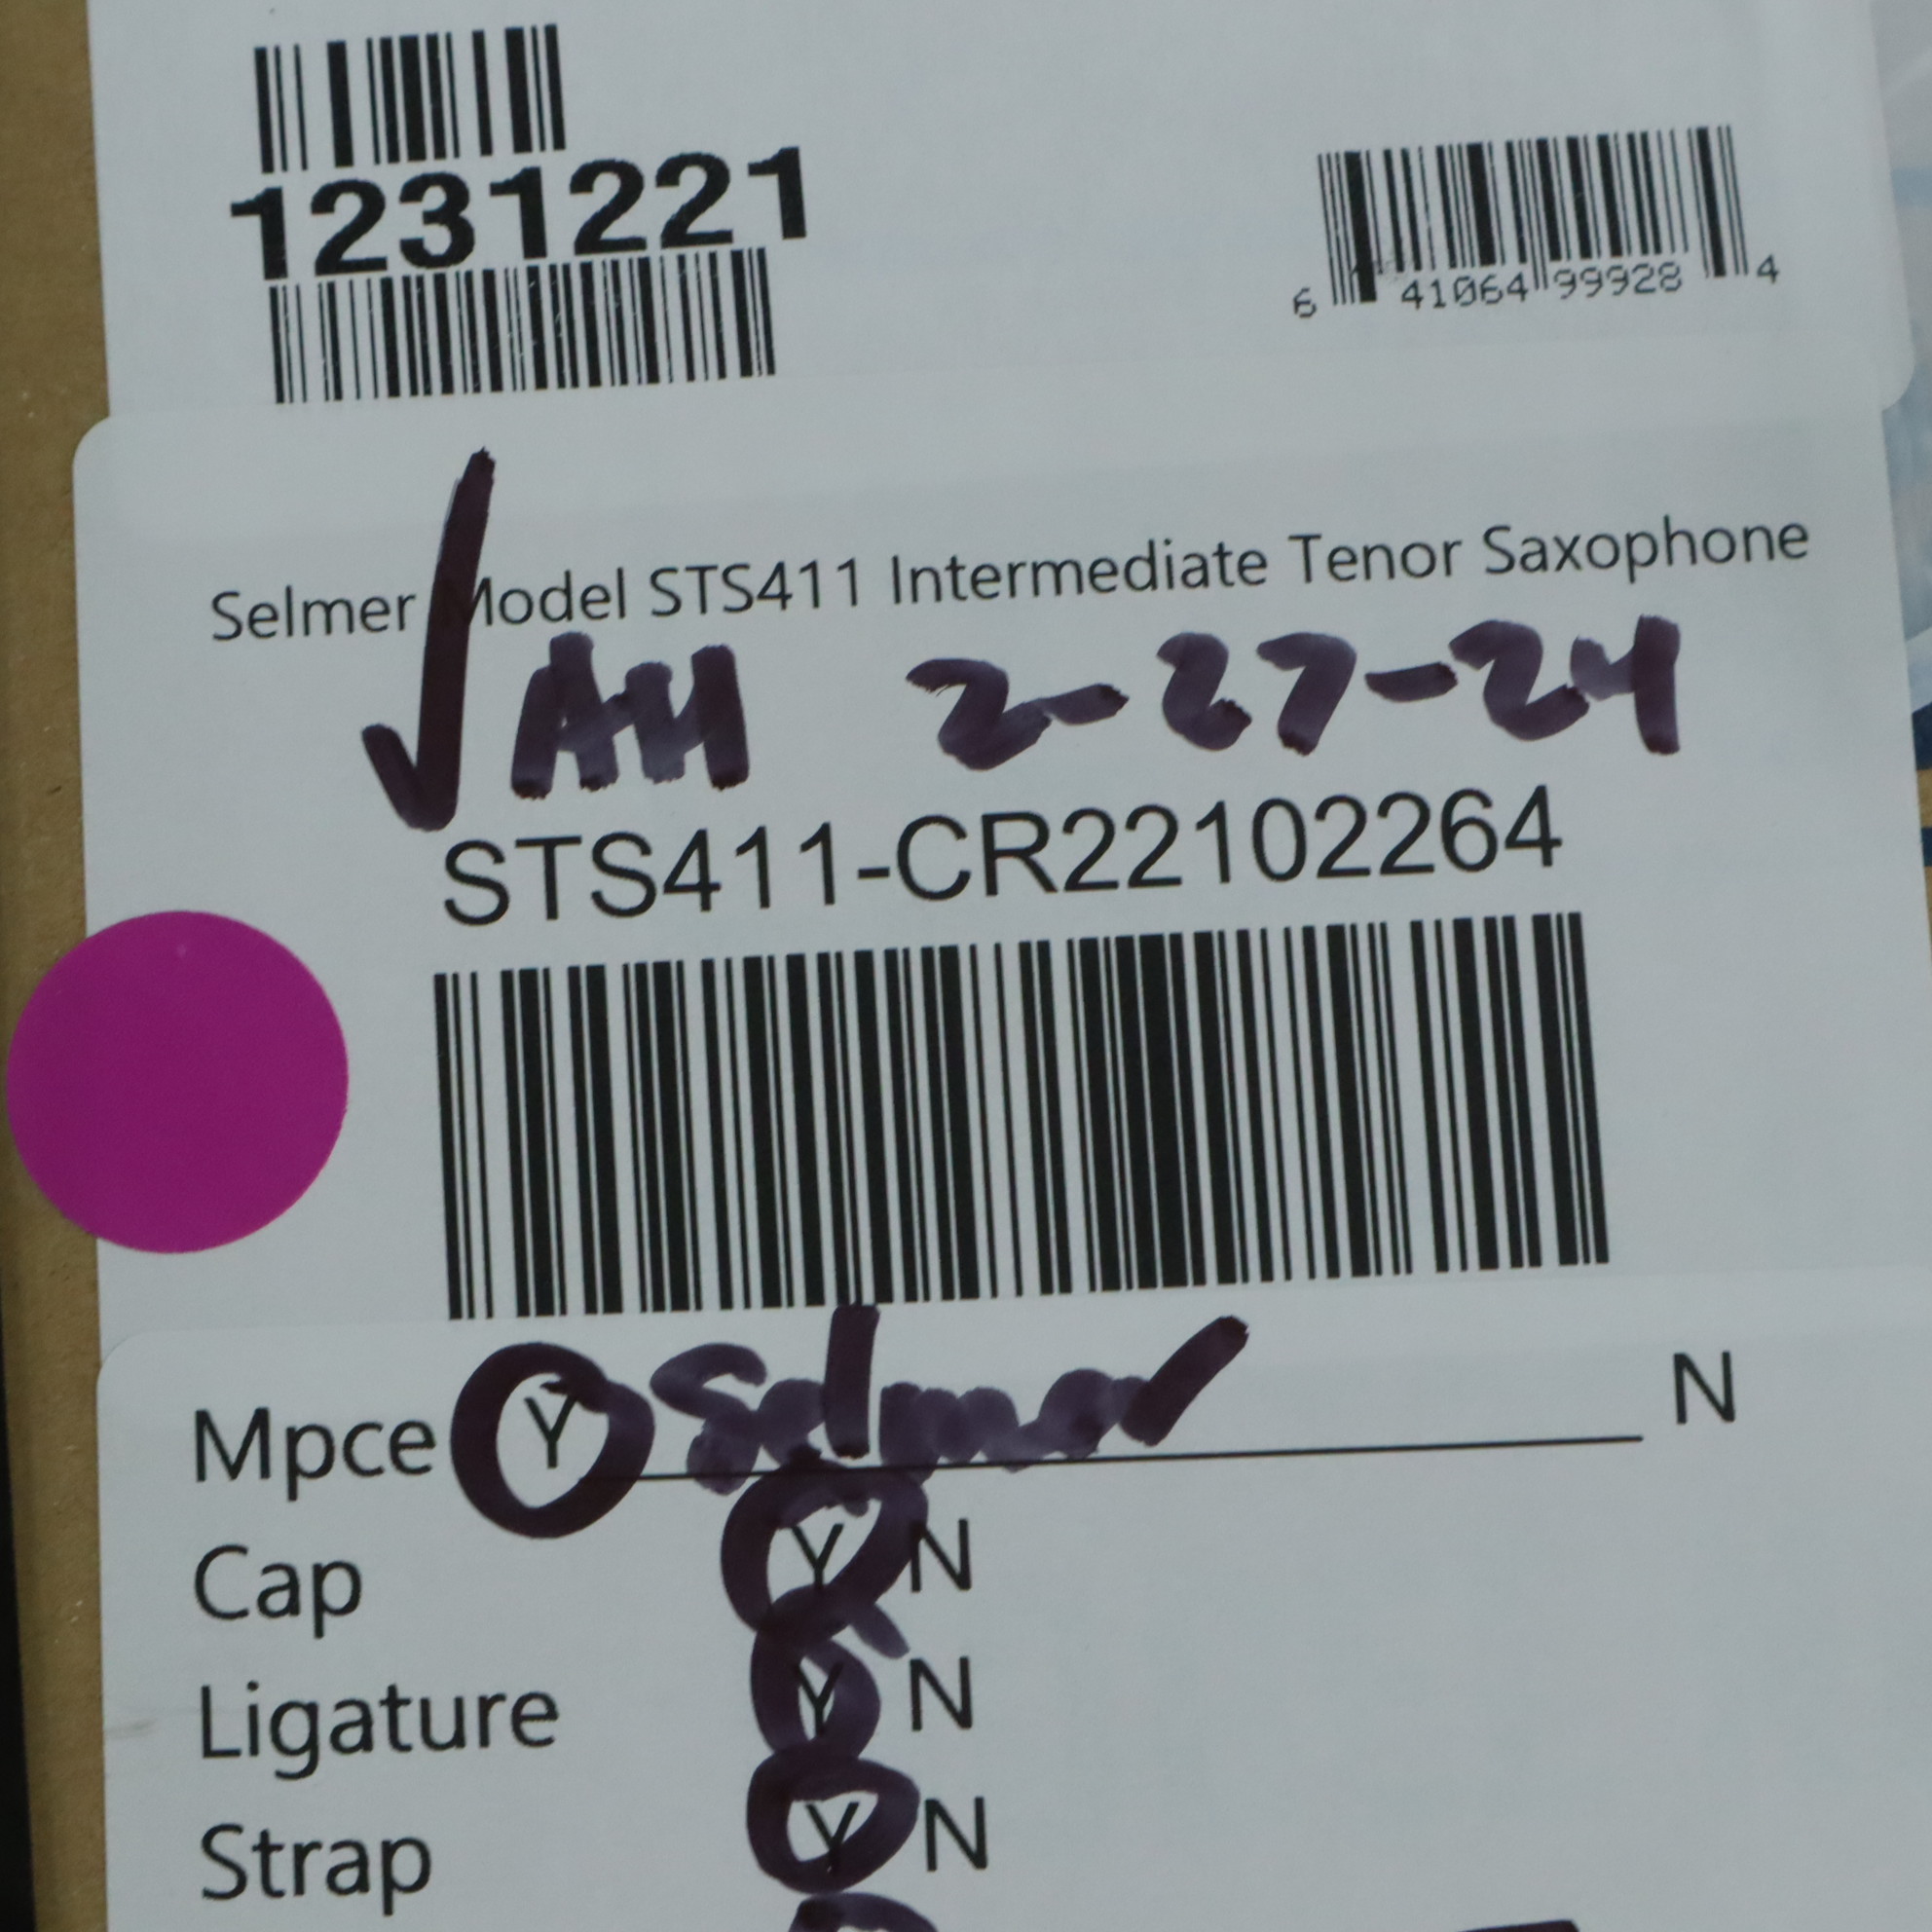 1231221
6 41064 99928 4
Selmer Model STS411 Intermediate Tenor Saxophone
AH 2-27-24
STS411-CR22102264
Mpce Y Selmer N
Cap Y N
Ligature Y N
Strap Y N